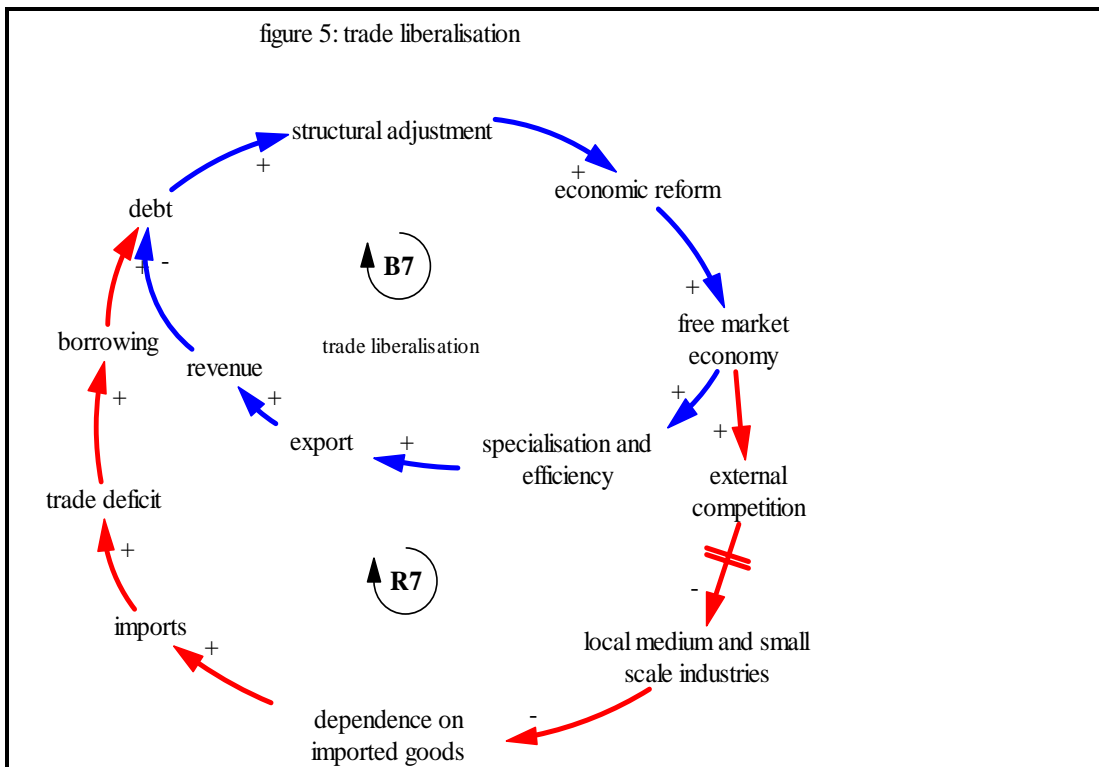 figure 5: trade liberalisation
structural adjustment
+
+
economic reform
debt
+ -
B7
+
free market
economy
borrowing
trade liberalisation
revenue
+
+
+
+
export
+
specialisation and
efficiency
external
competition
trade deficit
+
R7
-
imports
+
local medium and small
scale industries
-
dependence on
imported goods